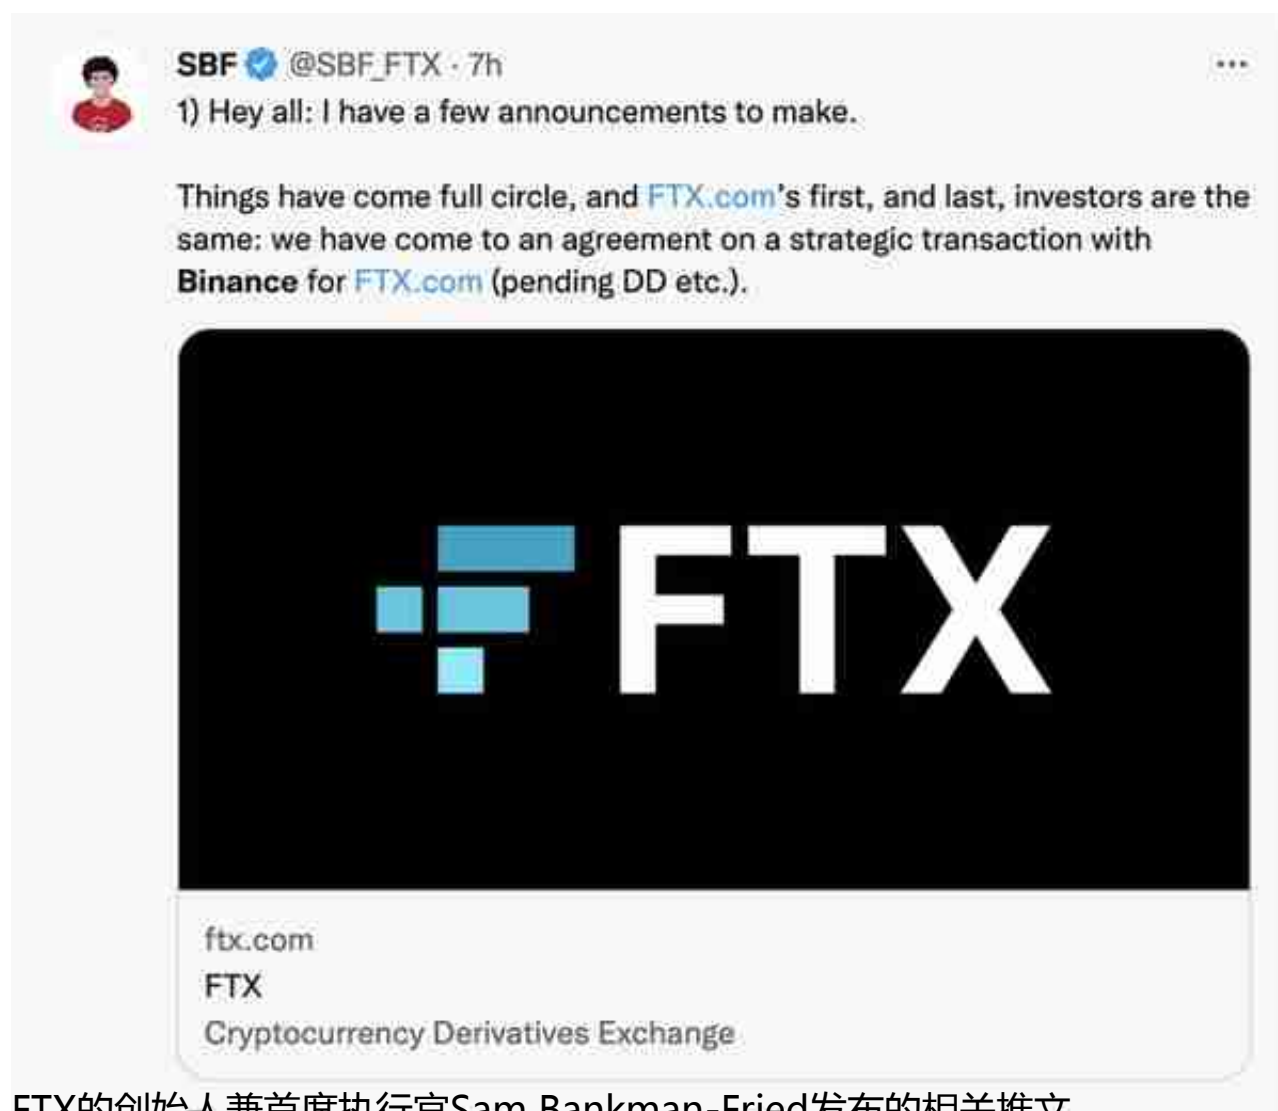 SBF @SBF_FTX · 7h
1) Hey all: I have a few announcements to make.
Things have come full circle, and FTX.com's first, and last, investors are the
same: we have come to an agreement on a strategic transaction with
Binance for FTX.com (pending DD etc.).
FTX
ftx.com
FTX
Cryptocurrency Derivatives Exchange
FTX的创始人兼首席执行官Sam Bankman-Fried发布的相关推文